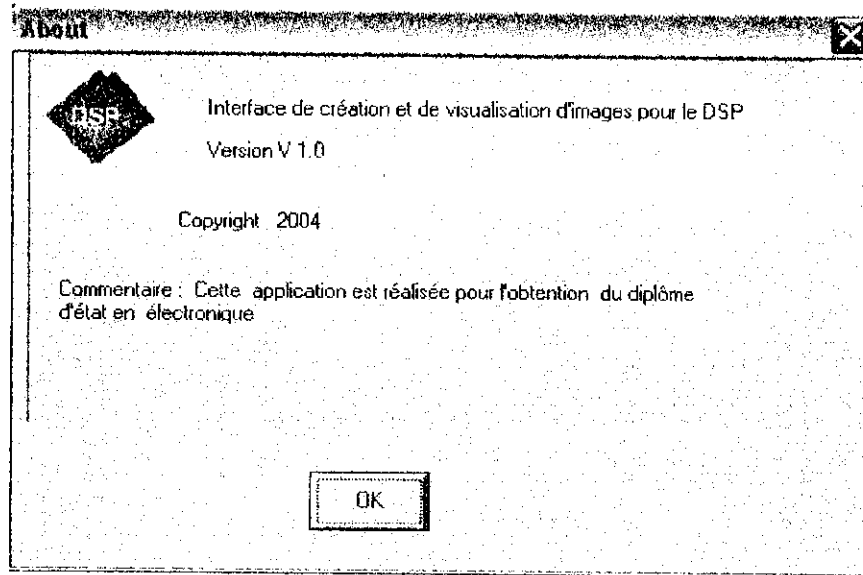 About
DSP
Interface de création et de visualisation d'images pour le DSP
Version V 1.0
Copyright 2004
Commentaire : Cette application est réalisée pour l'obtention du diplôme
d'état en électronique
OK